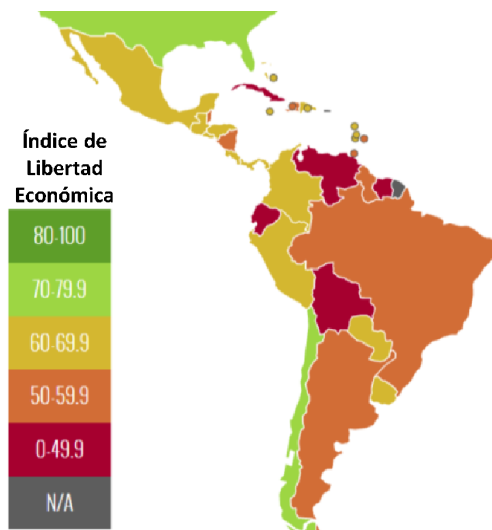 Índice de
Libertad
Económica
80-100
70-79.9
60-69.9
50-59.9
0-49.9
N/A